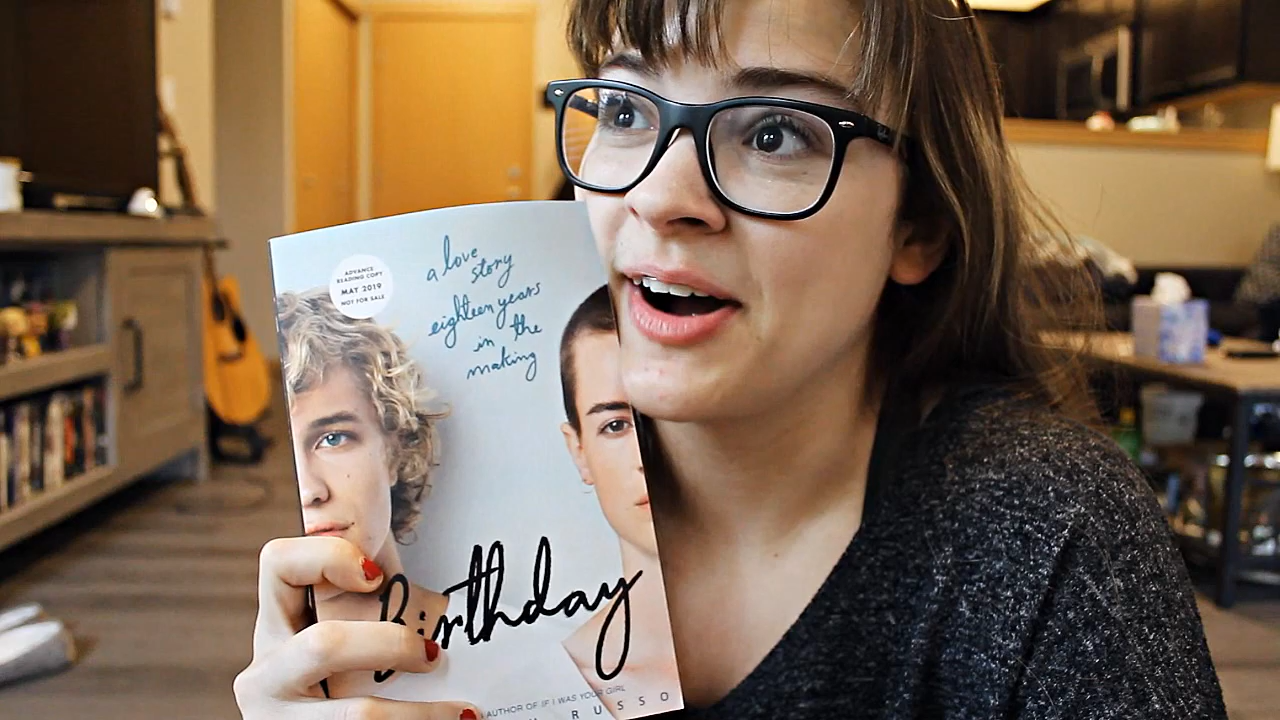 ADVANCE
READING COPY
MAY 2019
NOT FOR SALE
a love
story
eighteen years
in the
making
Birthday
AUTHOR OF IF I WAS YOUR GIRL
RUSSO